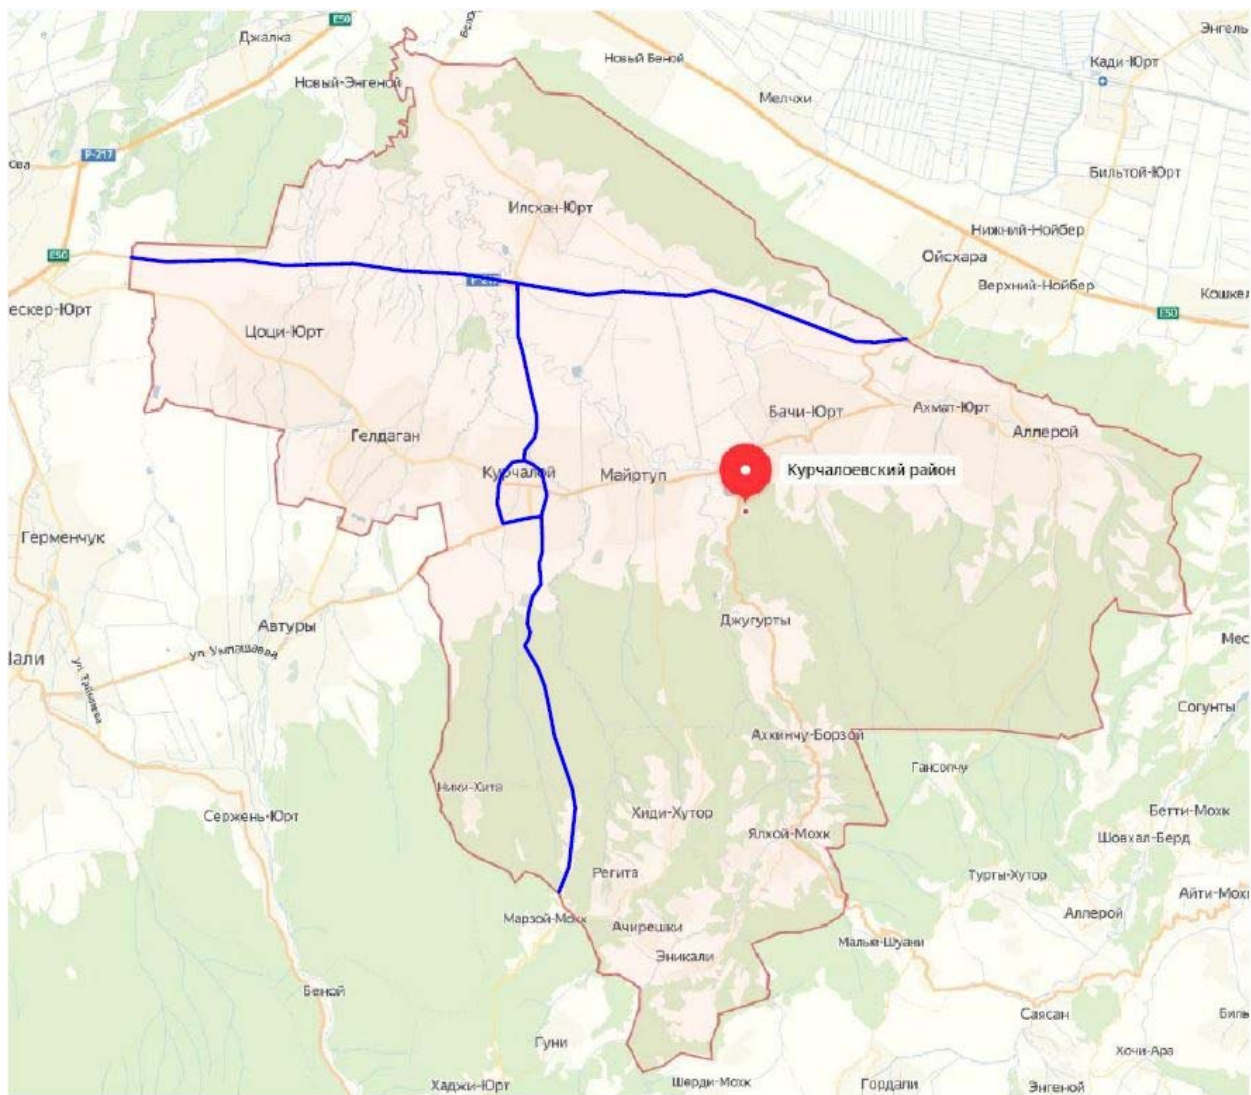 E50
Джалка
Энгель
Новый Беной
Кади-Юрт
Новый-Энгеной
Мелчхи
Р-217
ова
Бильтой-Юрт
Илсхан-Юрт
Нижний-Нойбер
Ойсхара
E50
Верхний-Нойбер
Кошкел
ескер-Юрт
E50
Цоци-Юрт
Бачи-Юрт
Ахмат-Юрт
Аллерой
Гелдаган
Курчалой
Майртуп
Курчалоевский район
Герменчук
Джугурты
Автуры
Мес
Согунты
Ахкинчу-Борзой
Гансолчу
Ники-Хита
Хиди-Хутор
Бетти-Мохк
Сержень-Юрт
Ялхой-Мохк
Шовхал-Берд
Регита
Турты-Хутор
Айти-Мохк
Марзой-Мохк
Ачирешки
Аллерой
Эникали
Малые-Шуани
Беной
Саясан
Гуни
Хочи-Ара
Хаджи-Юрт
Шерди-Мохк
Гордали
Энгеной